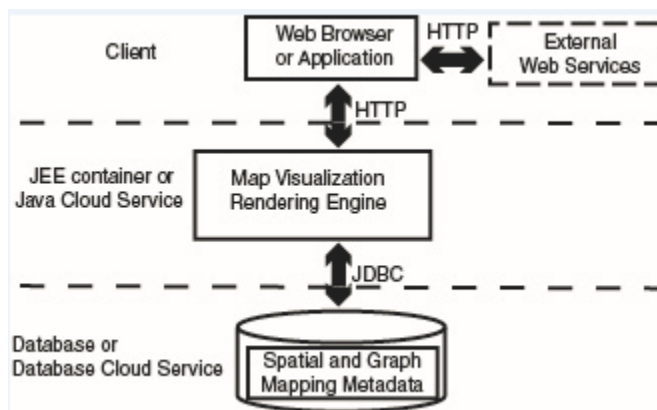 Client
Web Browser
or Application
HTTP
External
Web Services
HTTP
JEE container or
Java Cloud Service
Map Visualization
Rendering Engine
JDBC
Database or
Database Cloud Service
Spatial and Graph
Mapping Metadata